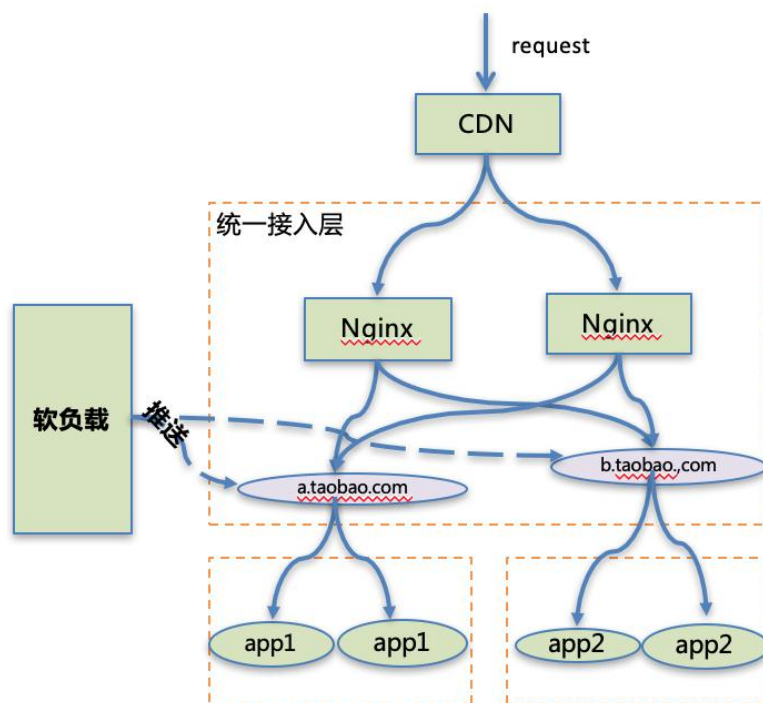 request
CDN
统一接入层
Nginx
Nginx
软负载
推送
a.taobao.com
b.taobao.,com
app1
app1
app2
app2